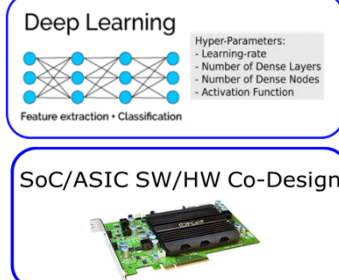 Deep Learning
Hyper-Parameters:
- Learning-rate
- Number of Dense Layers
- Number of Dense Nodes
- Activation Function
Feature extraction + Classification
SoC/ASIC SW/HW Co-Design